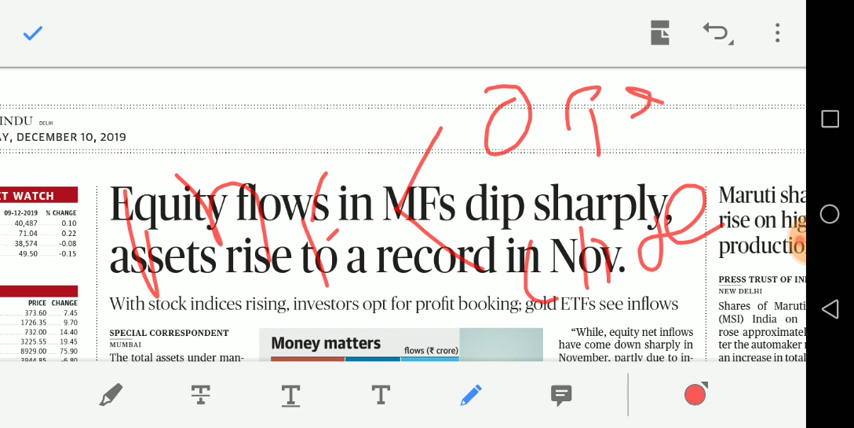 INDU DELHI
Y, DECEMBER 10, 2019
T WATCH
09-12-2019 % CHANGE
40,487 0.10
71.04 0.22
38,574 -0.08
49.50 -0.15
PRICE CHANGE
373.60 7.45
1726.35 9.70
732.00 14.40
3225.55 19.45
8929.00 75.90
Equity flows in MFs dip sharply,
assets rise to a record in Nov.
With stock indices rising, investors opt for profit booking; gold ETFs see inflows
SPECIAL CORRESPONDENT
MUMBAI
The total assets under man-
Money matters
flows (₹ crore)
“While, equity net inflows
have come down sharply in
November, partly due to in-
Maruti sha
rise on hig
productio
PRESS TRUST OF IN
NEW DELHI
Shares of Maruti
(MSI) India on
rose approximatel
ter the automaker
an increase in total
MF
open
close